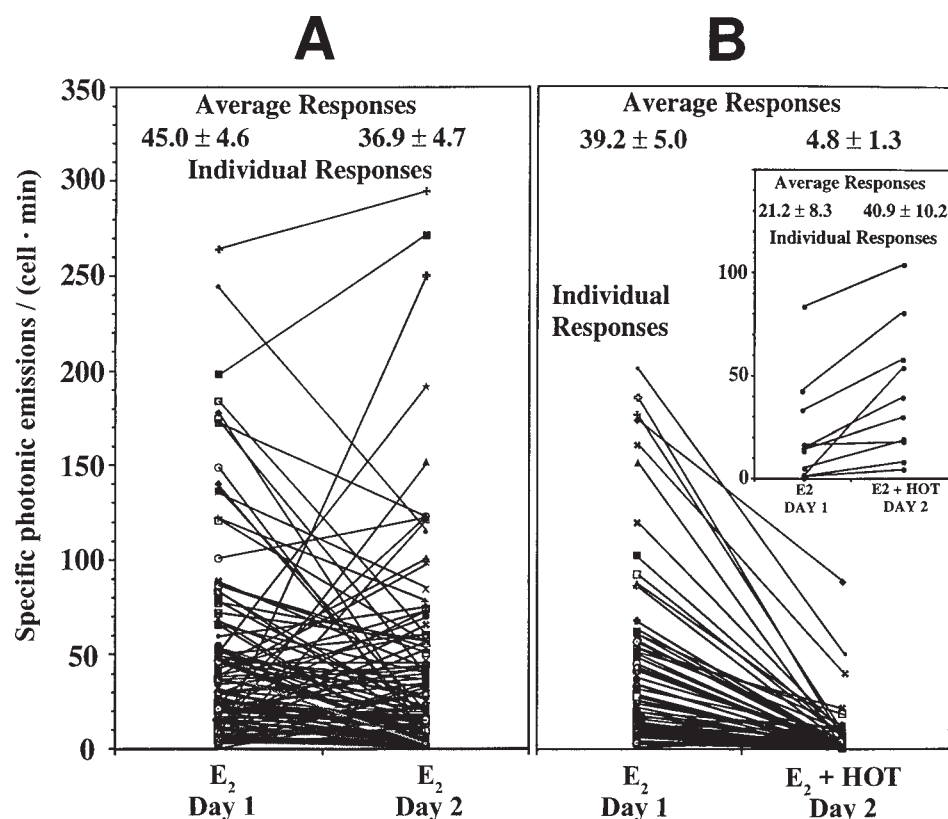 A
B
Specific photonic emissions / (cell · min)
350
300
250
200
150
100
50
0
Average Responses
45.0 ± 4.6 36.9 ± 4.7
Individual Responses
E₂ E₂
Day 1 Day 2
Average Responses
39.2 ± 5.0 4.8 ± 1.3
Individual
Responses
Average Responses
21.2 ± 8.3 40.9 ± 10.2
Individual Responses
100
50
0
E2 E2 + HOT
DAY 1 DAY 2
E₂ E₂ + HOT
Day 1 Day 2